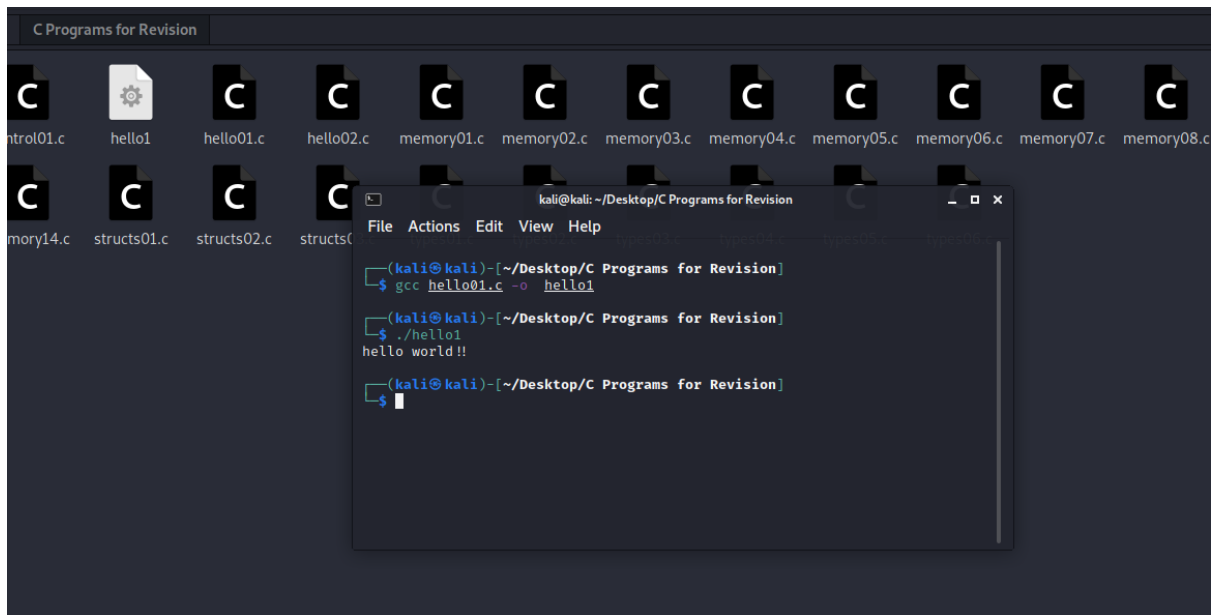 C Programs for Revision
ntrol01.c hello1 hello01.c hello02.c memory01.c memory02.c memory03.c memory04.c memory05.c memory06.c memory07.c memory08.c
mory14.c structs01.c structs02.c structs0
kali@kali: ~/Desktop/C Programs for Revision
File Actions Edit View Help
┌──(kali㉿kali)-[~/Desktop/C Programs for Revision]
└─$ gcc hello01.c -o  hello1
┌──(kali㉿kali)-[~/Desktop/C Programs for Revision]
└─$ ./hello1
hello world!!
┌──(kali㉿kali)-[~/Desktop/C Programs for Revision]
└─$